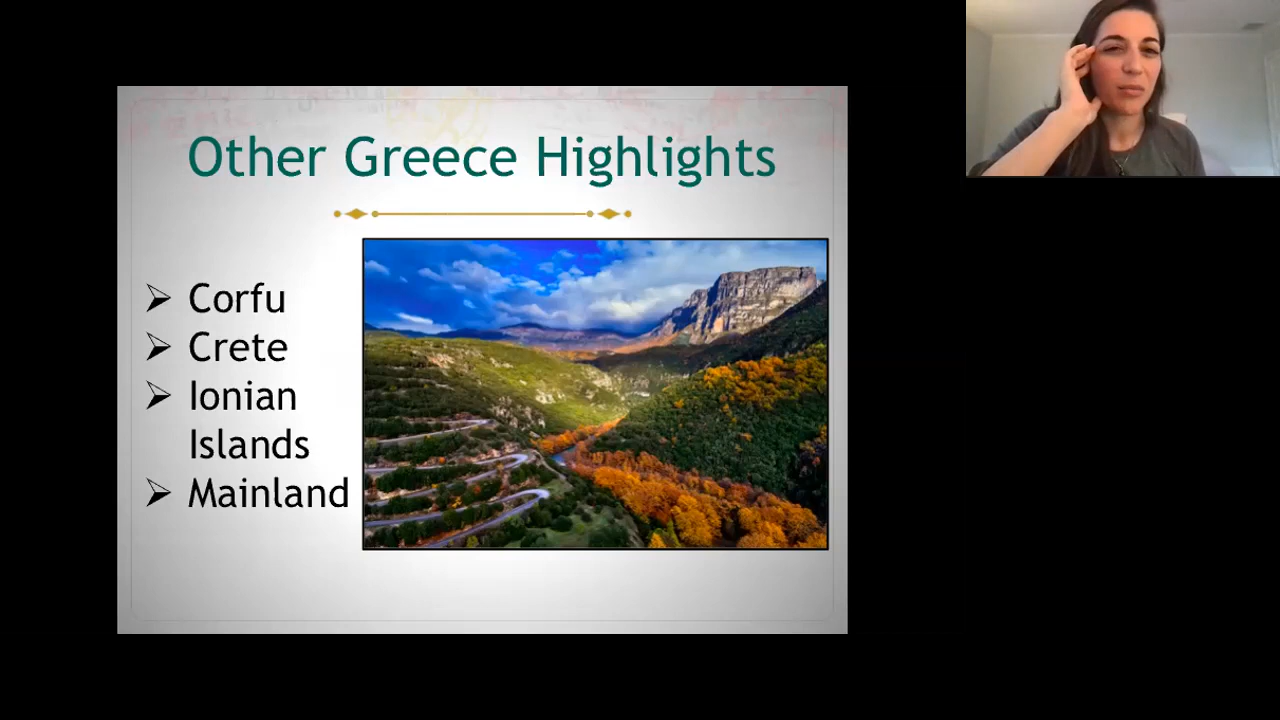 Other Greece Highlights
➢ Corfu
➢ Crete
➢ Ionian
Islands
➢ Mainland